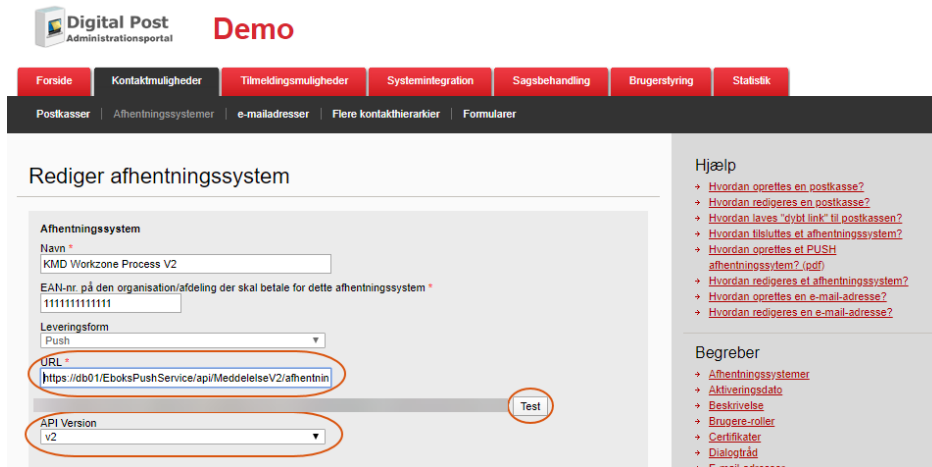 Digital Post
Administrationsportal
Demo
Forside Kontaktmuligheder Tilmeldingsmuligheder Systemintegration Sagsbehandling Brugerstyring Statistik
Postkasser | Afhentningssystemer | e-mailadresser | Flere kontakthierarkier | Formularer
Rediger afhentningssystem
Afhentningssystem
Navn *
KMD Workzone Process V2
EAN-nr. på den organisation/afdeling der skal betale for dette afhentningssystem *
1111111111111
Leveringsform
Push
URL *
https://db01/EboksPushService/api/MeddelelseV2/afhentnin
Test
API Version
v2
Hjælp
Hvordan oprettes en postkasse?
Hvordan redigeres en postkasse?
Hvordan laves "dybt link" til postkassen?
Hvordan tilsluttes et afhentningssystem?
Hvordan oprettes et PUSH
afhentningssytem? (pdf)
Hvordan redigeres et afhentningssystem?
Hvordan oprettes en e-mail-adresse?
Hvordan redigeres en e-mail-adresse?
Begreber
Afhentningssystemer
Aktiveringsdato
Beskrivelse
Brugere-roller
Certifikater
Dialogtråd